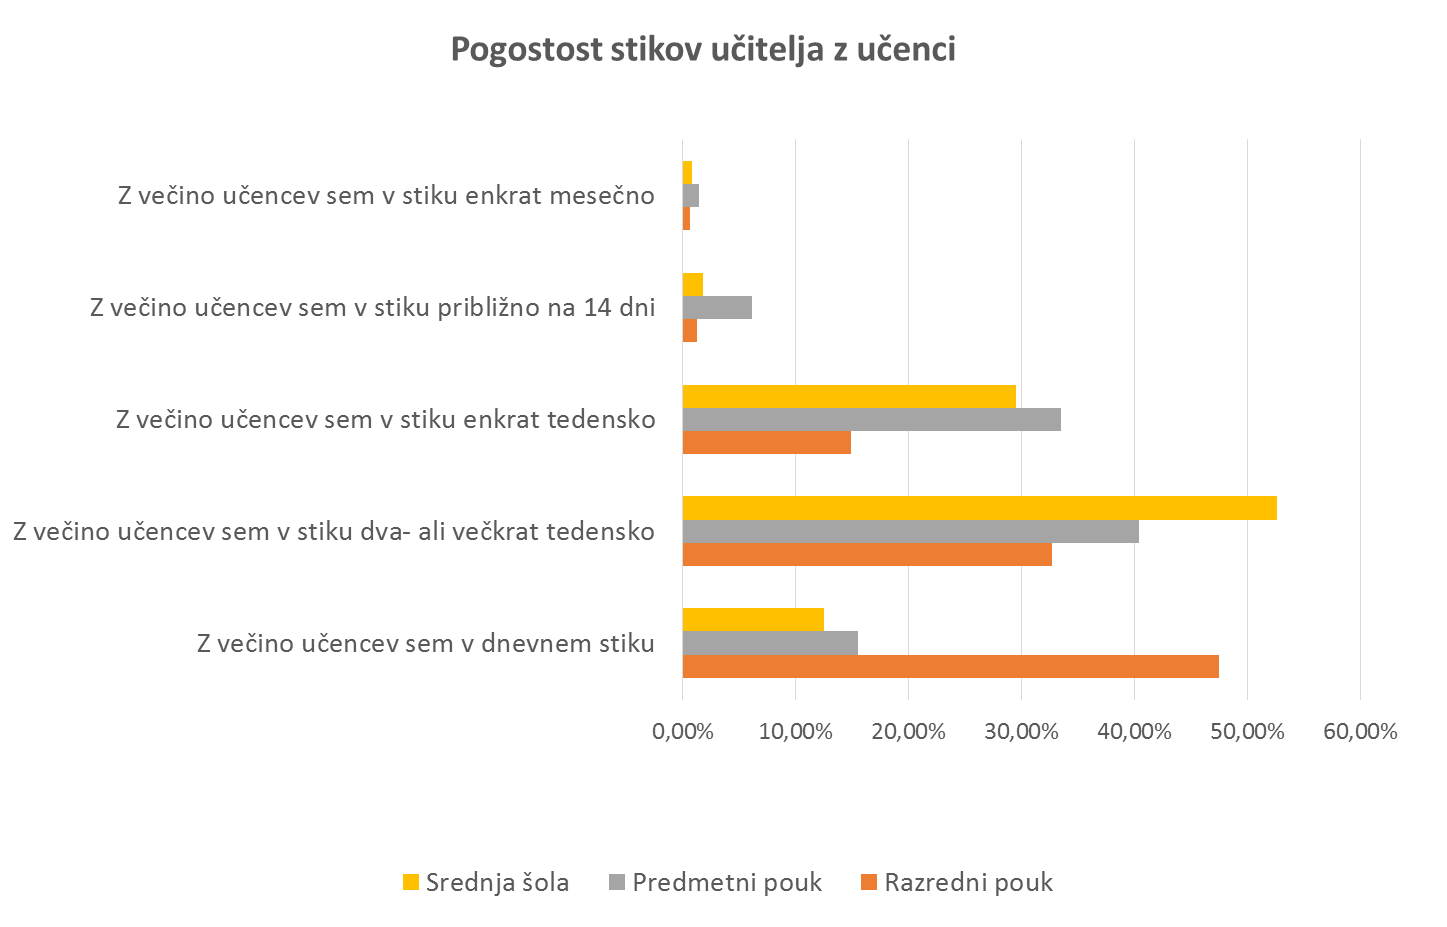 Pogostost stikov učitelja z učenci
Z večino učencev sem v stiku enkrat mesečno
Z večino učencev sem v stiku približno na 14 dni
Z večino učencev sem v stiku enkrat tedensko
Z večino učencev sem v stiku dva- ali večkrat tedensko
Z večino učencev sem v dnevnem stiku
0,00% 10,00% 20,00% 30,00% 40,00% 50,00% 60,00%
Srednja šola Predmetni pouk Razredni pouk